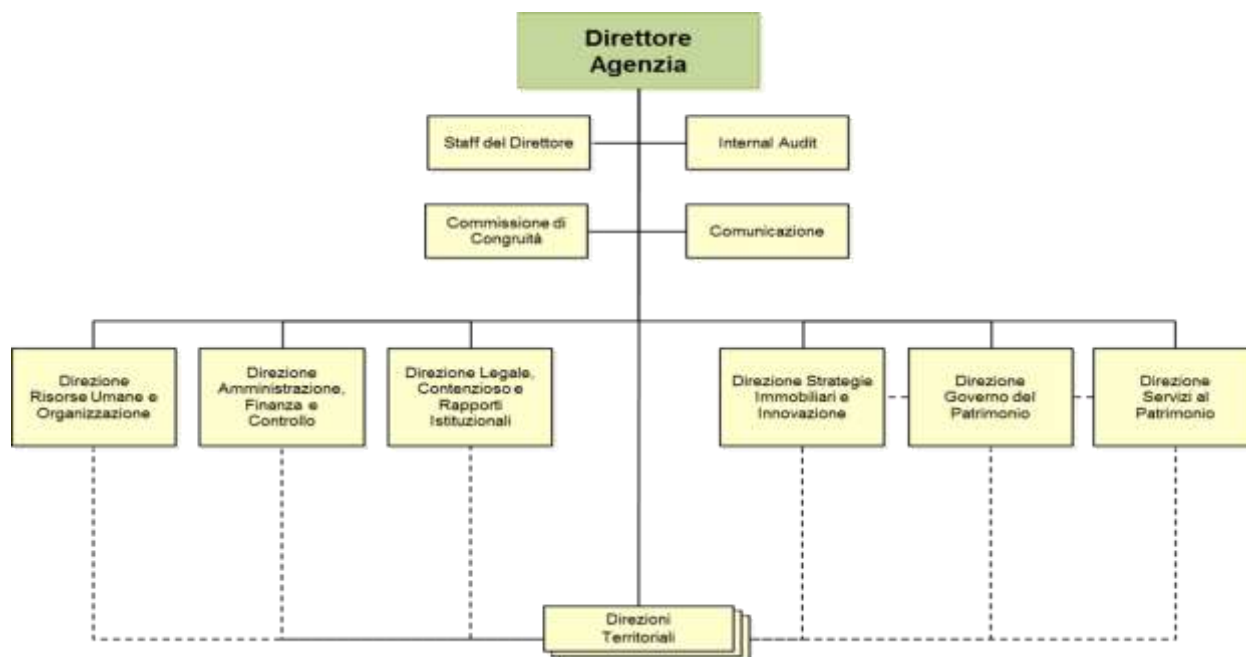 Direttore
Agenzia
Staff del Direttore
Internal Audit
Commissione di
Congruità
Comunicazione
Direzione
Risorse Umane e
Organizzazione
Direzione
Amministrazione,
Finanza e
Controllo
Direzione Legale,
Contenzioso e
Rapporti
Istituzionali
Direzione Strategie
Immobiliari e
Innovazione
Direzione
Governo del
Patrimonio
Direzione
Servizi al
Patrimonio
Direzioni
Territoriali